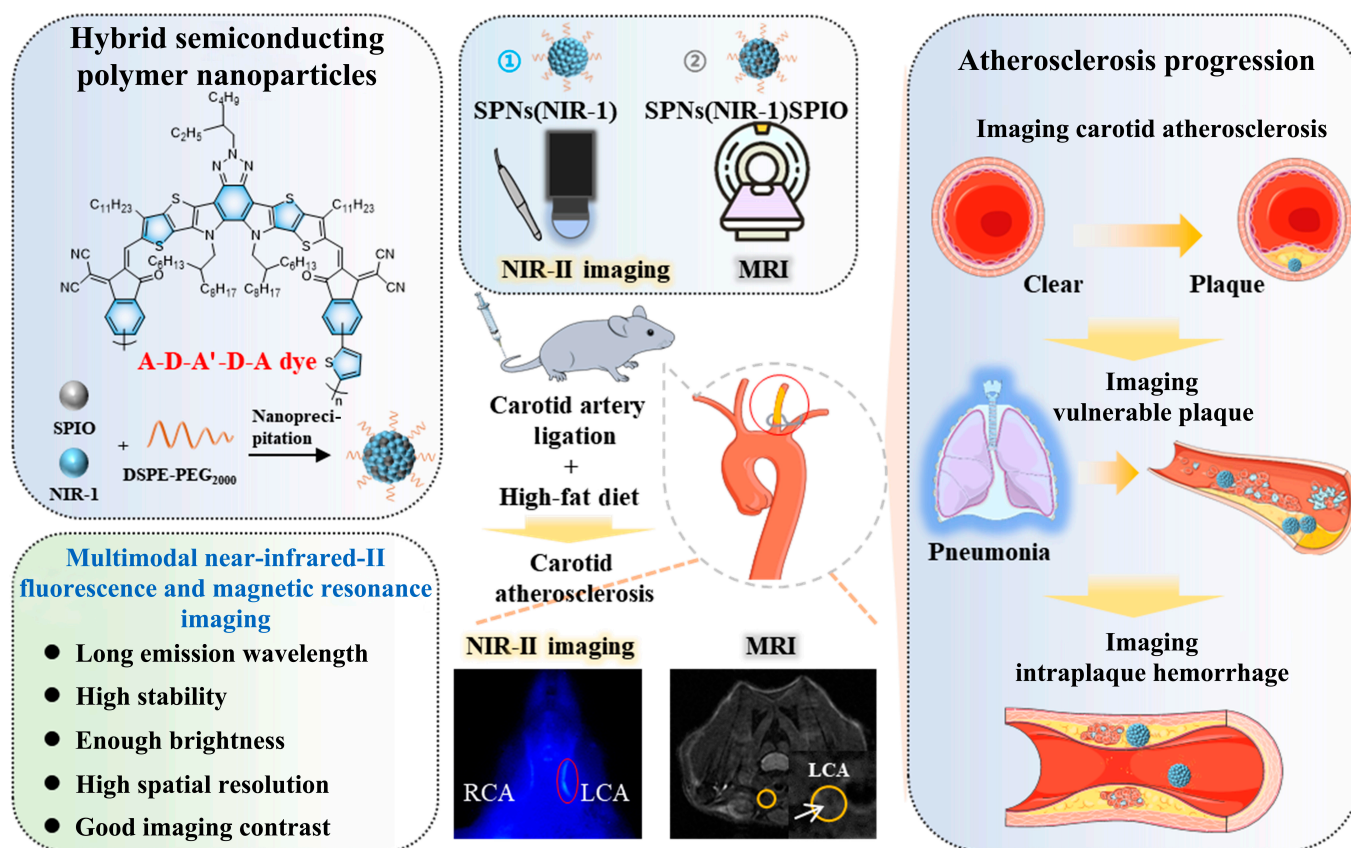 Hybrid semiconducting
polymer nanoparticles
C₄H₉
C₂H₅
N
N
N
S
S
C₁₁H₂₃
C₁₁H₂₃
S
N
N
S
NC
NC
O
C₆H₁₃
C₈H₁₇
C₆H₁₃
C₈H₁₇
O
CN
CN
S
n
A-D-A'-D-A dye
SPIO
+
NIR-1
DSPE-PEG₂₀₀₀
Nanopreci-
pitation
Multimodal near-infrared-II
fluorescence and magnetic resonance
imaging
● Long emission wavelength
● High stability
● Enough brightness
● High spatial resolution
● Good imaging contrast
①
SPNs(NIR-1)
②
SPNs(NIR-1)SPIO
NIR-II imaging
MRI
Carotid artery
ligation
+
High-fat diet
Carotid
atherosclerosis
NIR-II imaging
RCA
LCA
MRI
LCA
Atherosclerosis progression
Imaging carotid atherosclerosis
Clear
Plaque
Imaging
vulnerable plaque
Pneumonia
Imaging
intraplaque hemorrhage